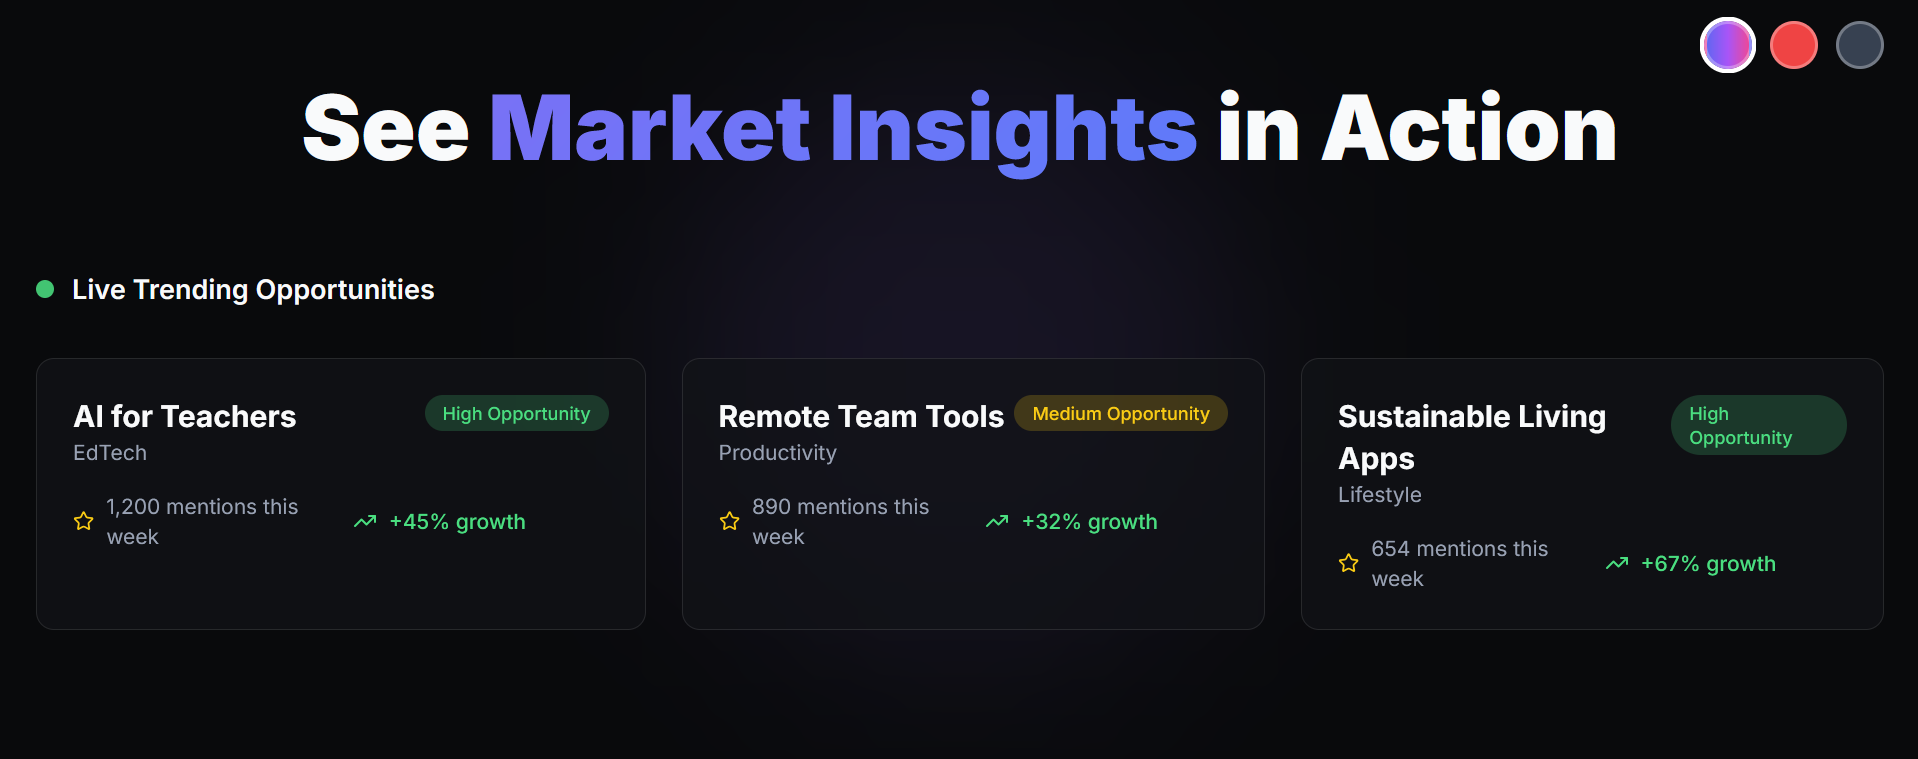 See Market Insights in Action
Live Trending Opportunities
AI for Teachers
High Opportunity
EdTech
1,200 mentions this
week
+45% growth
Remote Team Tools
Medium Opportunity
Productivity
890 mentions this
week
+32% growth
Sustainable Living
Apps
High
Opportunity
Lifestyle
654 mentions this
week
+67% growth